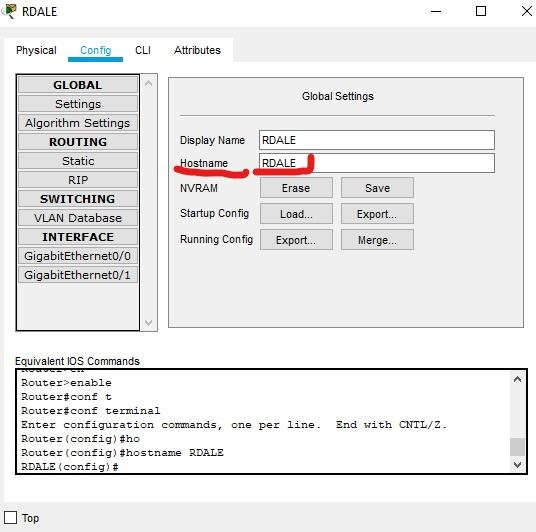 RDALE
Physical Config CLI Attributes
GLOBAL
Settings
Algorithm Settings
ROUTING
Static
RIP
SWITCHING
VLAN Database
INTERFACE
GigabitEthernet0/0
GigabitEthernet0/1
Global Settings
Display Name RDALE
Hostname RDALE
NVRAM Erase Save
Startup Config Load... Export...
Running Config Export... Merge...
Equivalent IOS Commands
Router>enable
Router#conf t
Router#conf terminal
Enter configuration commands, one per line.  End with CNTL/Z.
Router(config)#ho
Router(config)#hostname RDALE
RDALE(config)#
Top